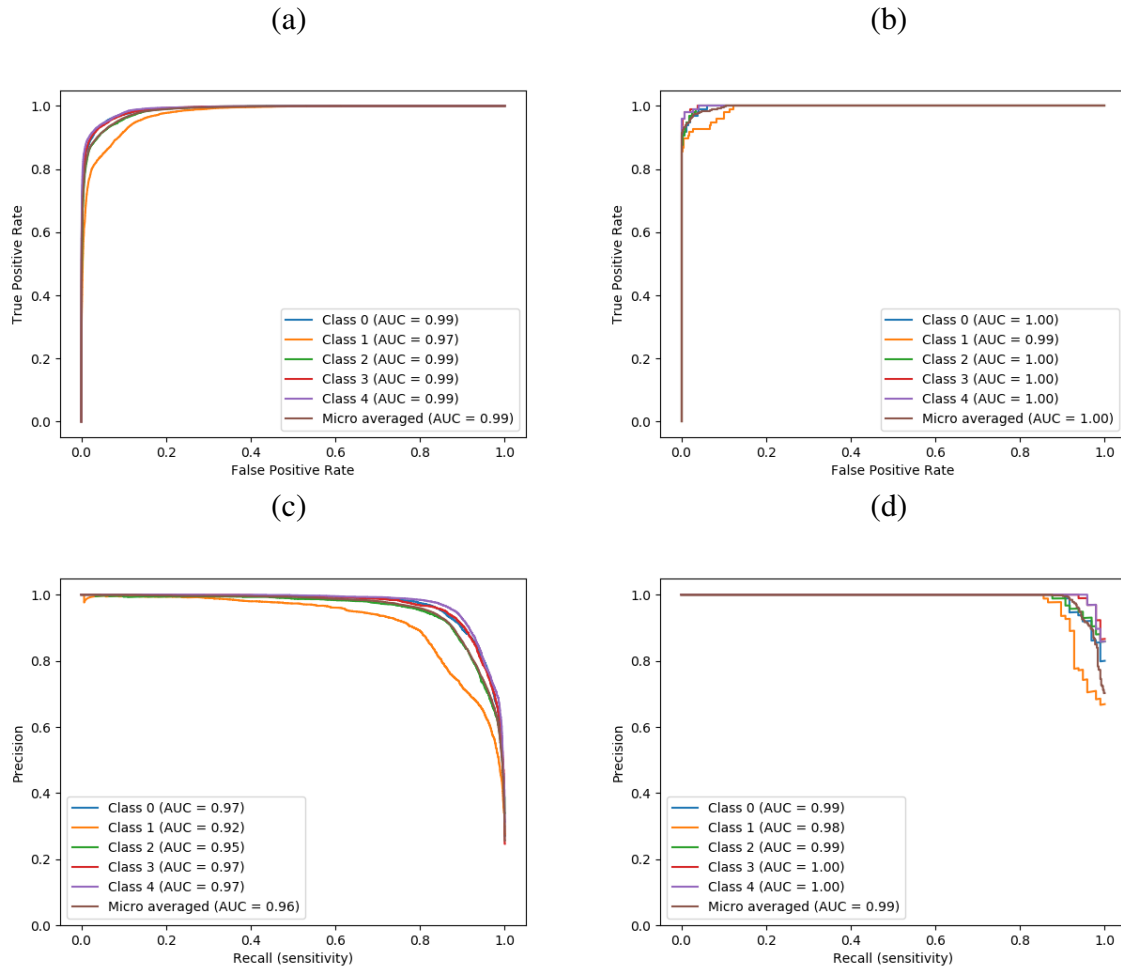 (a)
1.0
0.8
0.6
0.4
0.2
0.0
True Positive Rate
0.0 0.2 0.4 0.6 0.8 1.0
False Positive Rate
Class 0 (AUC = 0.99)
Class 1 (AUC = 0.97)
Class 2 (AUC = 0.99)
Class 3 (AUC = 0.99)
Class 4 (AUC = 0.99)
Micro averaged (AUC = 0.99)
(b)
1.0
0.8
0.6
0.4
0.2
0.0
True Positive Rate
0.0 0.2 0.4 0.6 0.8 1.0
False Positive Rate
Class 0 (AUC = 1.00)
Class 1 (AUC = 0.99)
Class 2 (AUC = 1.00)
Class 3 (AUC = 1.00)
Class 4 (AUC = 1.00)
Micro averaged (AUC = 1.00)
(c)
1.0
0.8
0.6
0.4
0.2
0.0
Precision
0.0 0.2 0.4 0.6 0.8 1.0
Recall (sensitivity)
Class 0 (AUC = 0.97)
Class 1 (AUC = 0.92)
Class 2 (AUC = 0.95)
Class 3 (AUC = 0.97)
Class 4 (AUC = 0.97)
Micro averaged (AUC = 0.96)
(d)
1.0
0.8
0.6
0.4
0.2
0.0
Precision
0.0 0.2 0.4 0.6 0.8 1.0
Recall (sensitivity)
Class 0 (AUC = 0.99)
Class 1 (AUC = 0.98)
Class 2 (AUC = 0.99)
Class 3 (AUC = 1.00)
Class 4 (AUC = 1.00)
Micro averaged (AUC = 0.99)